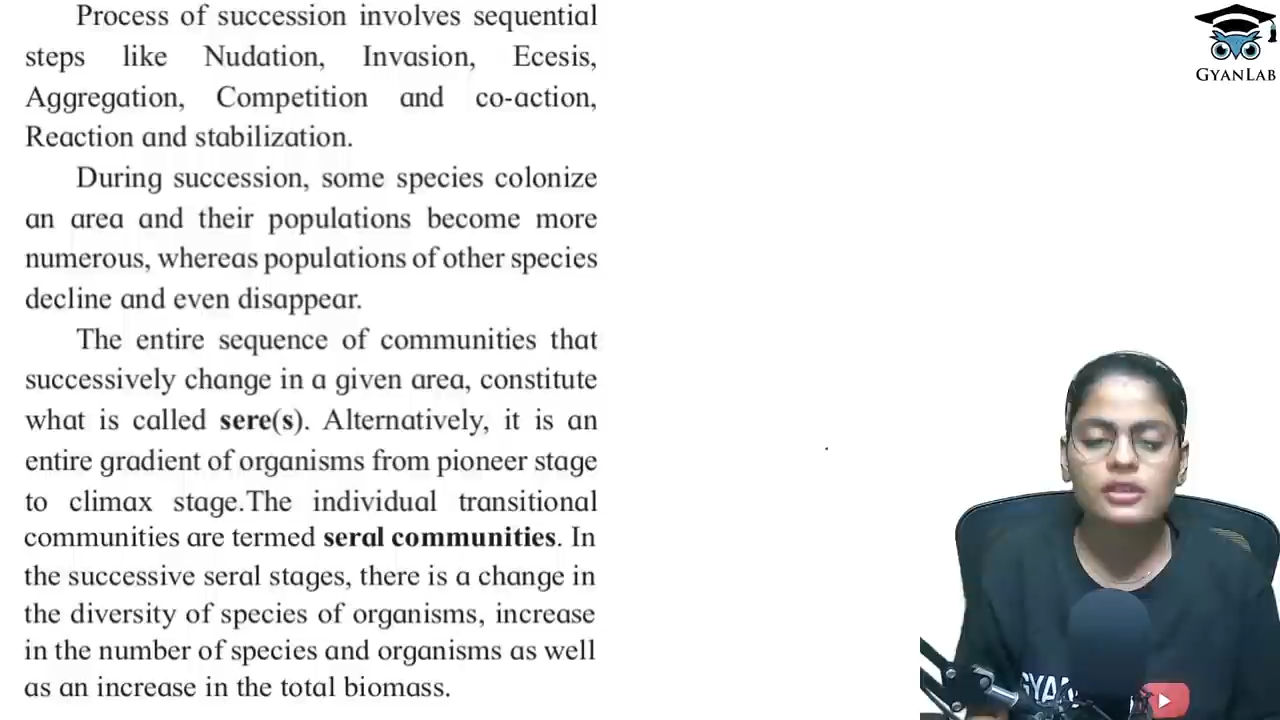 Process of succession involves sequential
steps like Nudation, Invasion, Ecesis,
Aggregation, Competition and co-action,
Reaction and stabilization.
During succession, some species colonize
an area and their populations become more
numerous, whereas populations of other species
decline and even disappear.
The entire sequence of communities that
successively change in a given area, constitute
what is called sere(s). Alternatively, it is an
entire gradient of organisms from pioneer stage
to climax stage.The individual transitional
communities are termed seral communities. In
the successive seral stages, there is a change in
the diversity of species of organisms, increase
in the number of species and organisms as well
as an increase in the total biomass.
GYANLAB